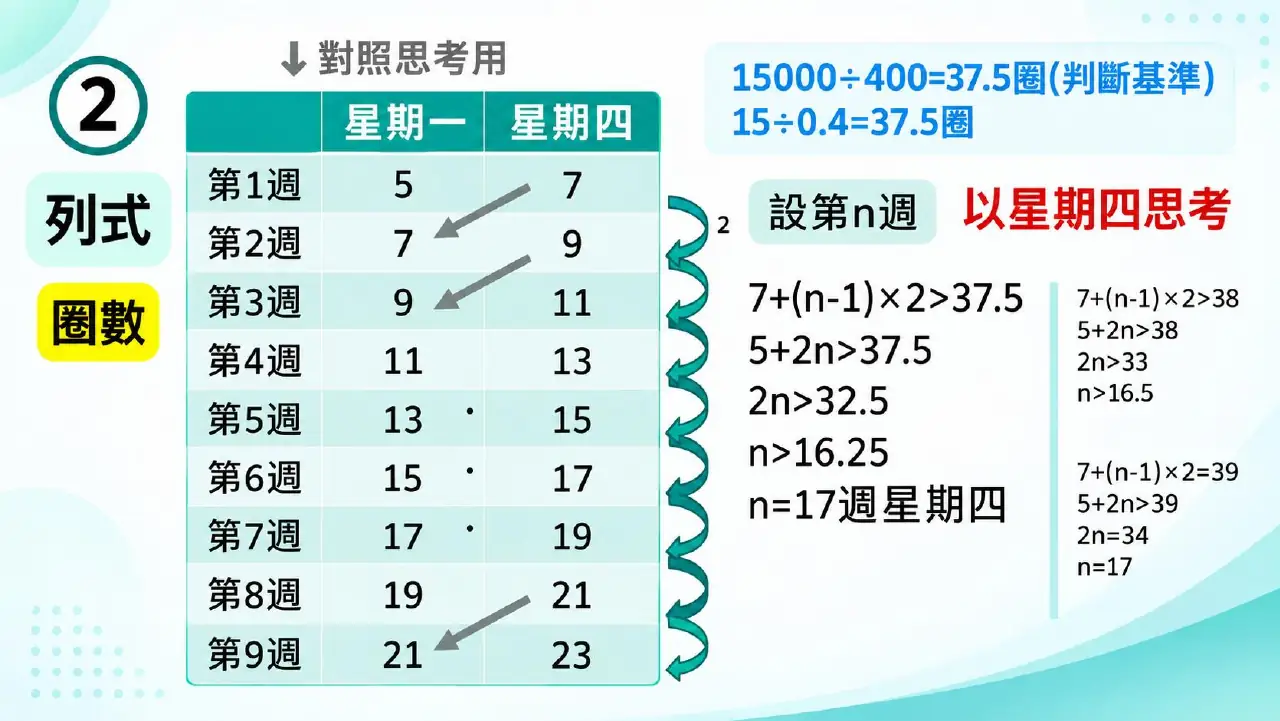 2
列式
圈數
↓對照思考用
星期一 星期四
第1週 5 7
第2週 7 9
第3週 9 11
第4週 11 13
第5週 13 15
第6週 15 17
第7週 17 19
第8週 19 21
第9週 21 23
2
15000÷400=37.5圈(判斷基準)
15÷0.4=37.5圈
設第n週
以星期四思考
7+(n-1)×2>37.5
5+2n>37.5
2n>32.5
n>16.25
n=17週星期四
7+(n-1)×2>38
5+2n>38
2n>33
n>16.5
7+(n-1)×2=39
5+2n>39
2n=34
n=17